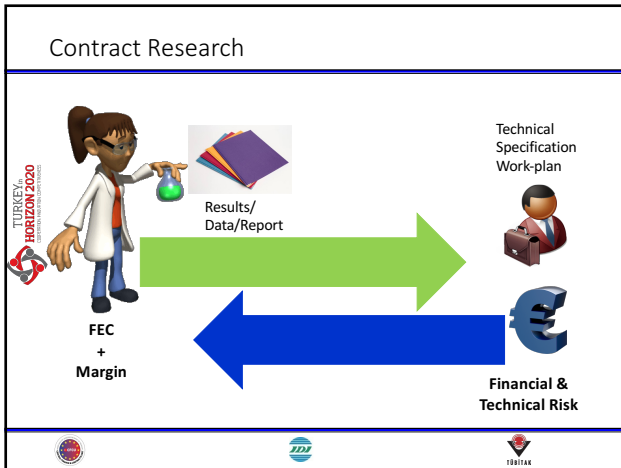 Contract Research
TURKEY in
HORIZON 2020
Technical
Specification
Work-plan
Results/
Data/Report
FEC
+
Margin
€
Financial &
Technical Risk
TÜBİTAK